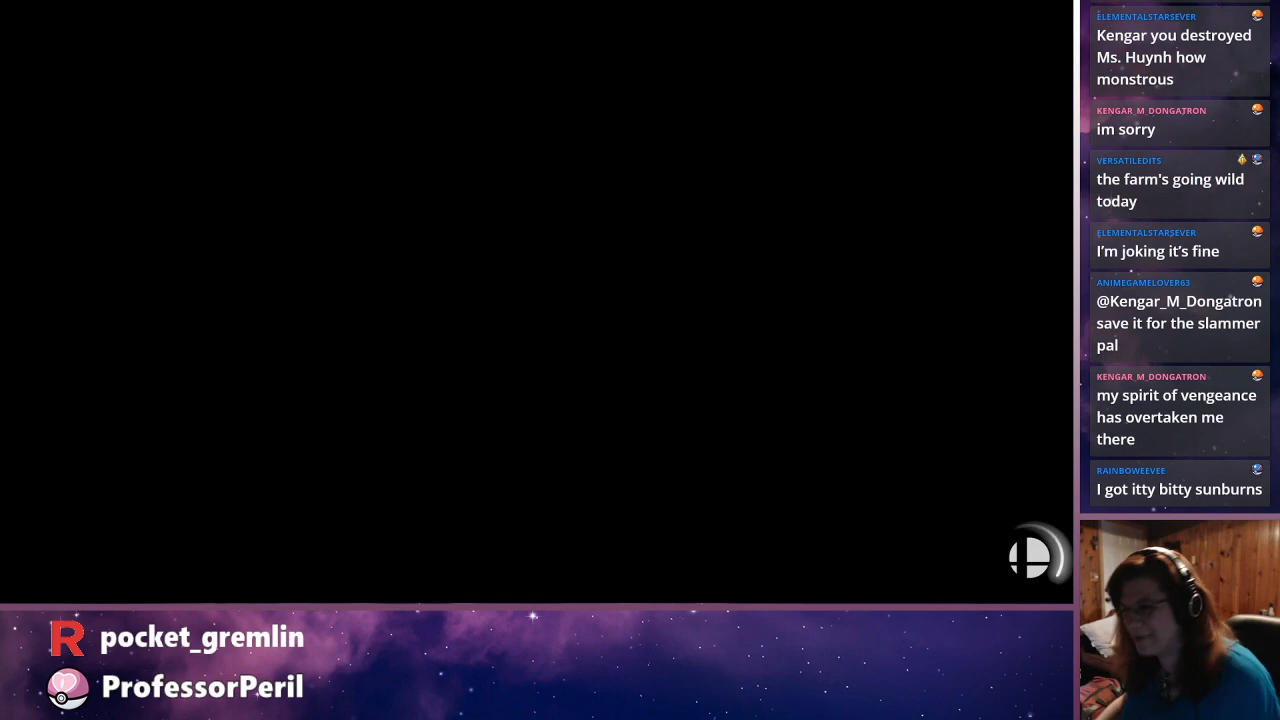 ELEMENTALSTARSEVER
Kengar you destroyed
Ms. Huynh how
monstrous
KENGAR_M_DONGATRON
im sorry
VERSATILEDITS
the farm's going wild
today
ELEMENTALSTARSEVER
I’m joking it’s fine
ANIMEGAMELOVER63
@Kengar_M_Dongatron
save it for the slammer
pal
KENGAR_M_DONGATRON
my spirit of vengeance
has overtaken me
there
RAINBOWEEVEE
I got itty bitty sunburns
R pocket_gremlin
ProfessorPeril